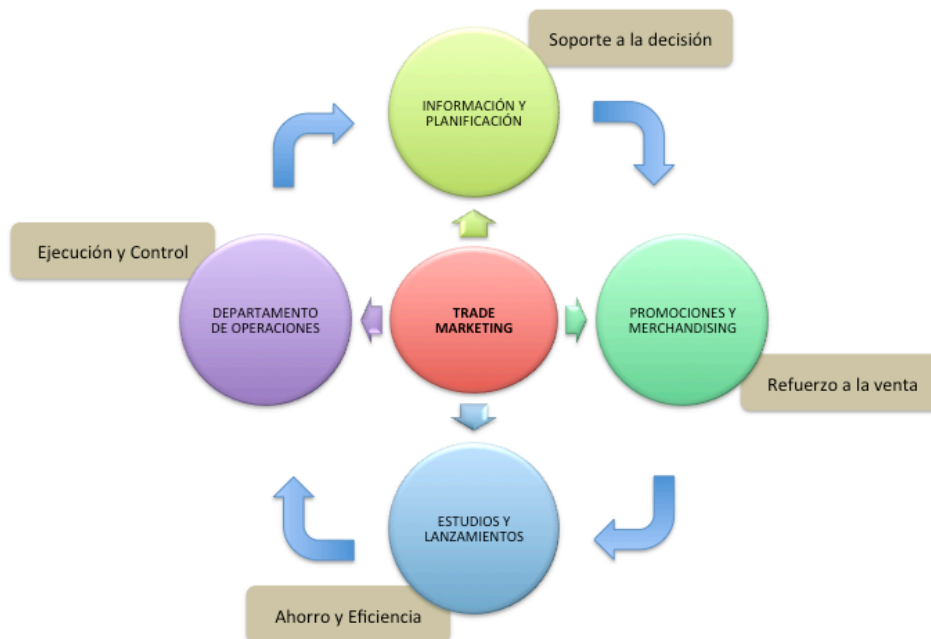 Soporte a la decisión
INFORMACIÓN Y
PLANIFICACIÓN
Ejecución y Control
DEPARTAMENTO
DE OPERACIONES
TRADE
MARKETING
PROMOCIONES Y
MERCHANDISING
Refuerzo a la venta
ESTUDIOS Y
LANZAMIENTOS
Ahorro y Eficiencia